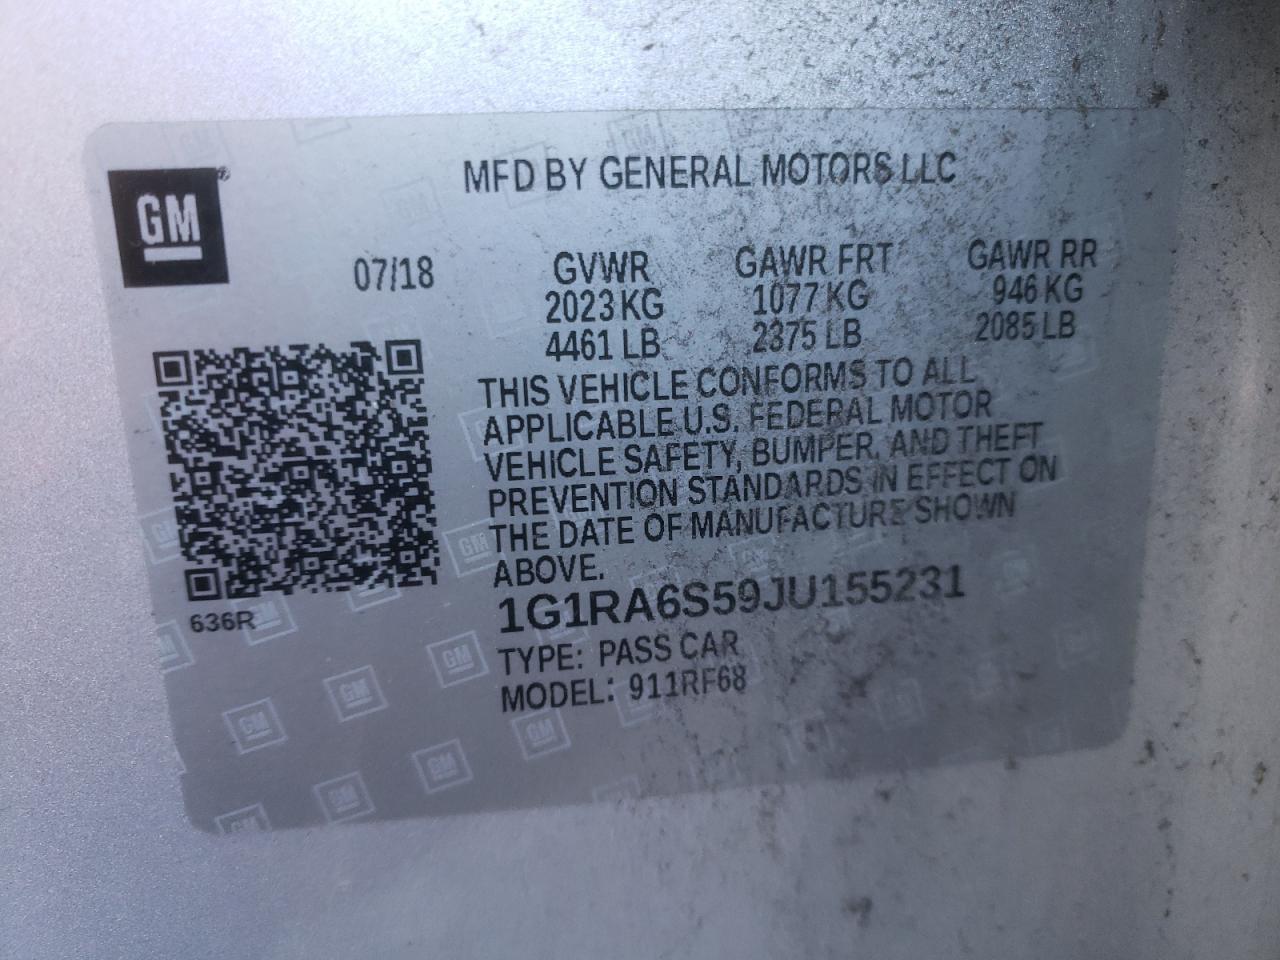 MFD BY GENERAL MOTORS LLC
GM®
07/18
GVWR GAWR FRT GAWR RR
2023 KG 1077 KG 946 KG
4461 LB 2375 LB 2085 LB
THIS VEHICLE CONFORMS TO ALL
APPLICABLE U.S. FEDERAL MOTOR
VEHICLE SAFETY, BUMPER, AND THEFT
PREVENTION STANDARDS IN EFFECT ON
THE DATE OF MANUFACTURE SHOWN
ABOVE.
1G1RA6S59JU155231
636R
TYPE: PASS CAR
MODEL: 911RF68